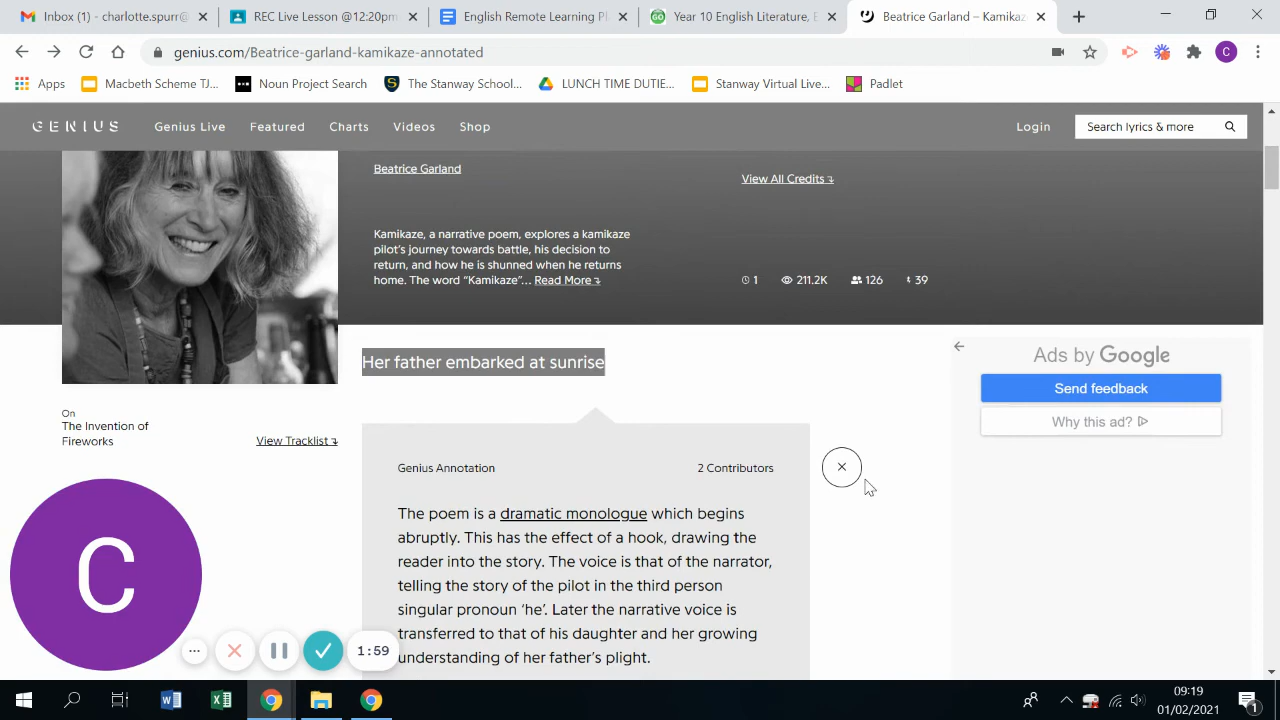 Inbox (1) - charlotte.spurr@
REC Live Lesson @12:20pm
English Remote Learning Pl
Year 10 English Literature, E
Beatrice Garland – Kamikaz
genius.com/Beatrice-garland-kamikaze-annotated
C
Apps
Macbeth Scheme TJ...
Noun Project Search
The Stanway School...
LUNCH TIME DUTIE...
Stanway Virtual Live...
Padlet
GENIUS
Genius Live
Featured
Charts
Videos
Shop
Login
Search lyrics & more
Beatrice Garland
View All Credits
Kamikaze, a narrative poem, explores a kamikaze
pilot's journey towards battle, his decision to
return, and how he is shunned when he returns
home. The word “Kamikaze”... Read More
1
211.2K
126
39
Her father embarked at sunrise
Ads by Google
Send feedback
Why this ad?
On
The Invention of
Fireworks
View Tracklist
Genius Annotation
2 Contributors
The poem is a dramatic monologue which begins
abruptly. This has the effect of a hook, drawing the
reader into the story. The voice is that of the narrator,
telling the story of the pilot in the third person
singular pronoun ‘he’. Later the narrative voice is
transferred to that of his daughter and her growing
understanding of her father’s plight.
C
1:59
09:19
01/02/2021
1